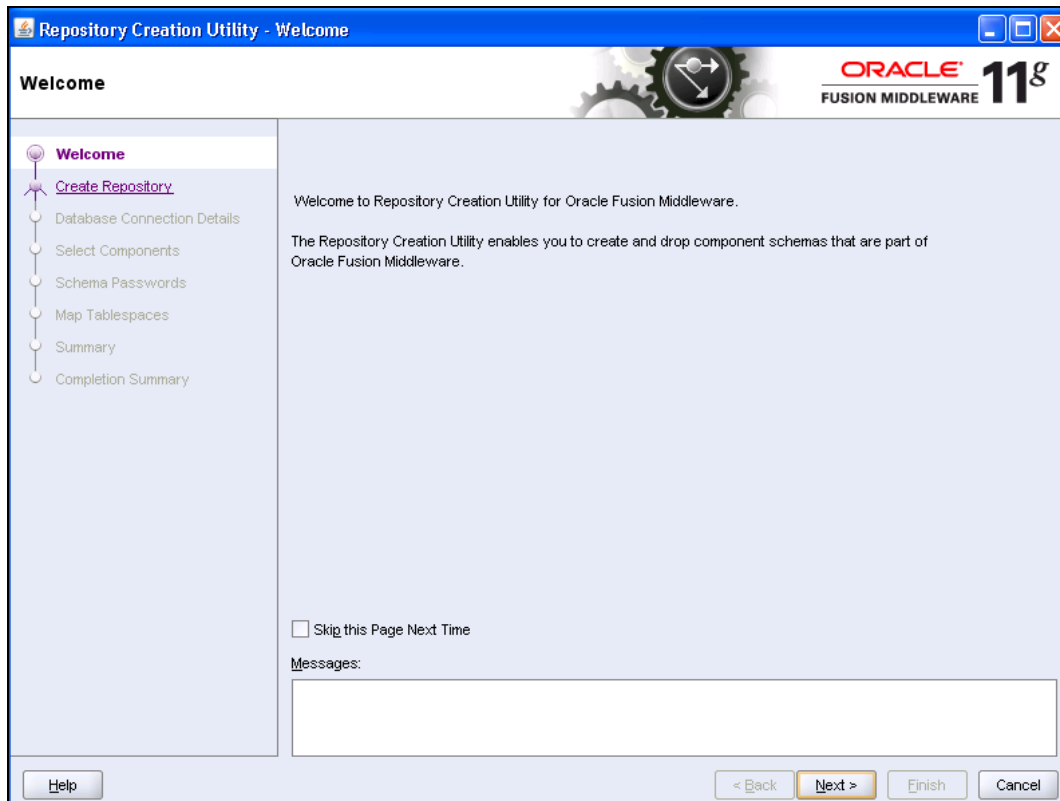 Repository Creation Utility - Welcome
Welcome
ORACLE®
FUSION MIDDLEWARE 11g
Welcome
Create Repository
Database Connection Details
Select Components
Schema Passwords
Map Tablespaces
Summary
Completion Summary
Welcome to Repository Creation Utility for Oracle Fusion Middleware.
The Repository Creation Utility enables you to create and drop component schemas that are part of
Oracle Fusion Middleware.
Skip this Page Next Time
Messages:
Help
< Back
Next >
Finish
Cancel